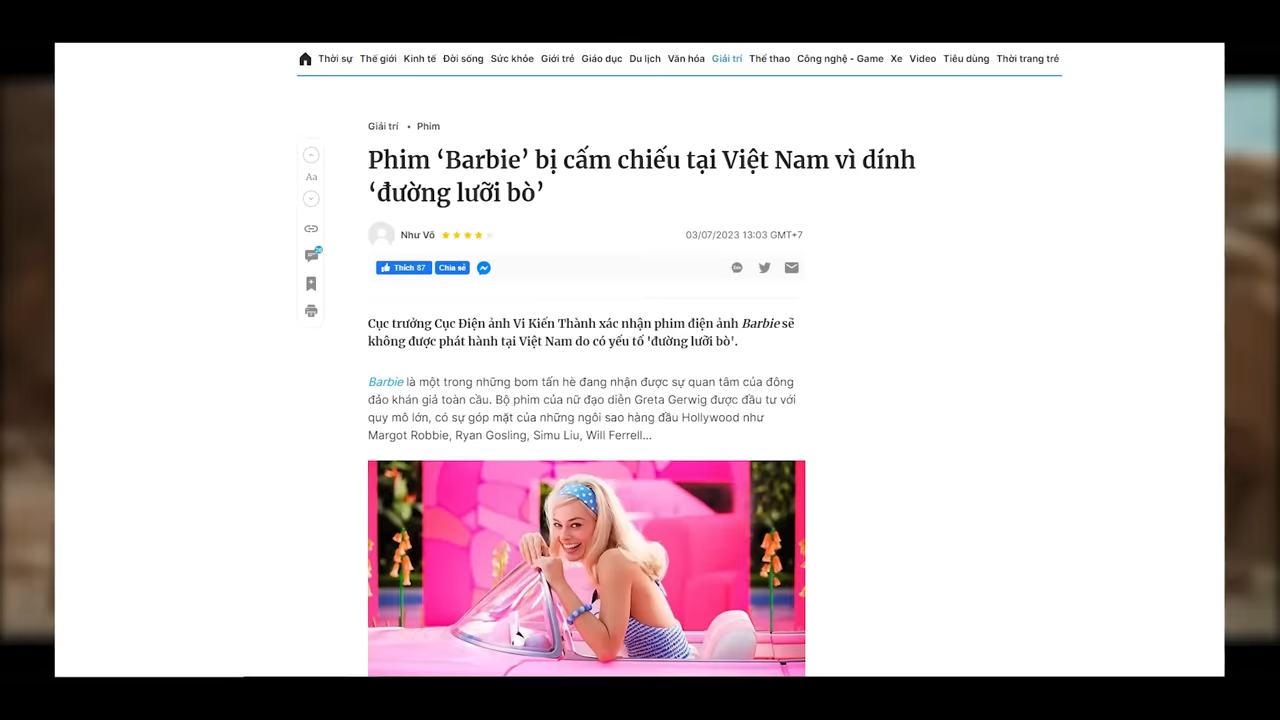 Thời sự Thế giới Kinh tế Đời sống Sức khỏe Giới trẻ Giáo dục Du lịch Văn hóa Giải trí Thể thao Công nghệ - Game Xe Video Tiêu dùng Thời trang trẻ
Giải trí • Phim
Phim ‘Barbie’ bị cấm chiếu tại Việt Nam vì dính
‘đường lưỡi bò’
Aa
Như Võ
03/07/2023 13:03 GMT+7
Thích 87 Chia sẻ
Cục trưởng Cục Điện ảnh Vi Kiến Thành xác nhận phim điện ảnh Barbie sẽ
không được phát hành tại Việt Nam do có yếu tố 'đường lưỡi bò'.
Barbie là một trong những bom tấn hè đang nhận được sự quan tâm của đông
đảo khán giả toàn cầu. Bộ phim của nữ đạo diễn Greta Gerwig được đầu tư với
quy mô lớn, có sự góp mặt của những ngôi sao hàng đầu Hollywood như
Margot Robbie, Ryan Gosling, Simu Liu, Will Ferrell...